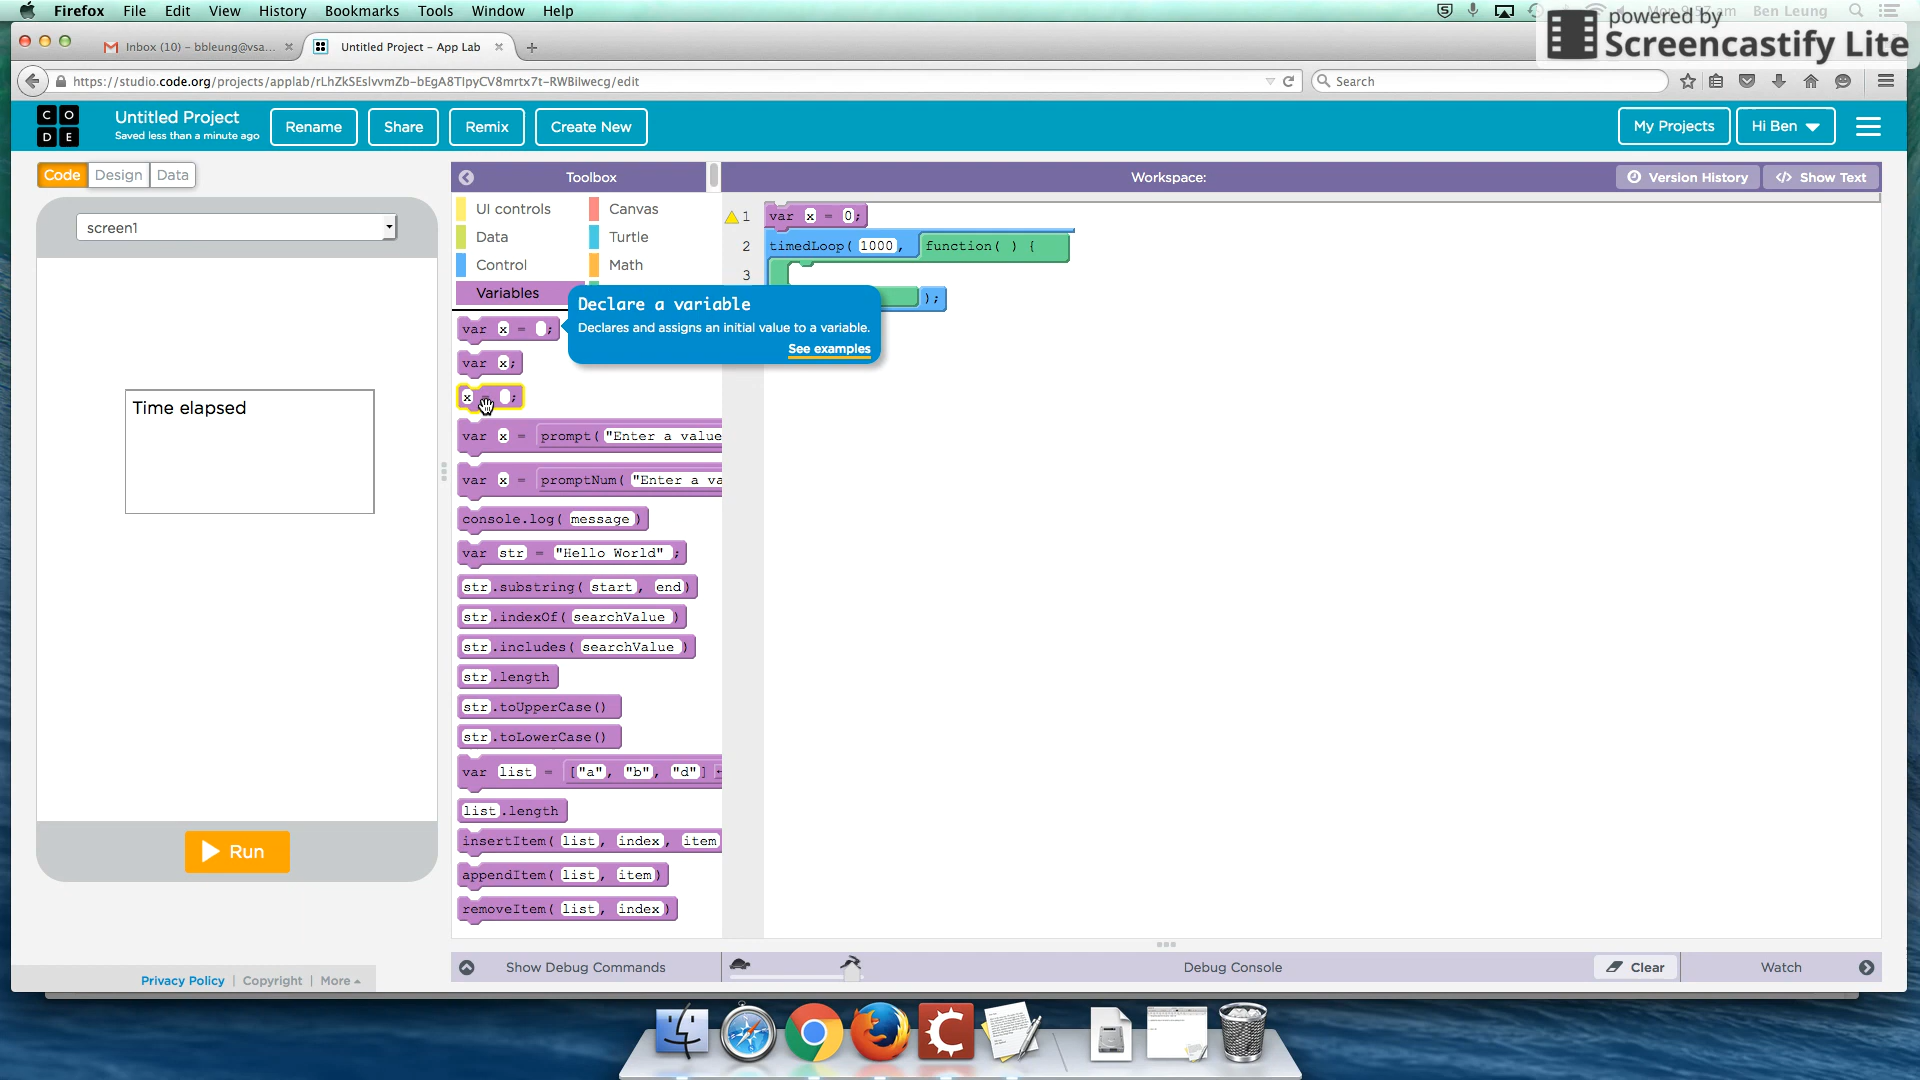 Firefox File Edit View History Bookmarks Tools Window Help
Ben Leung
powered by
Screencastify Lite
Inbox (10) – bbleung@vsa...
Untitled Project – App Lab
https://studio.code.org/projects/applab/rLhZkSEslvvmZb-bEgA8TlpyCV8mrtx7t-RWBilwecg/edit
Search
C O
D E
Untitled Project
Saved less than a minute ago
Rename
Share
Remix
Create New
My Projects
Hi Ben
Code
Design
Data
Toolbox
Workspace:
Version History
</> Show Text
screen1
UI controls
Canvas
Data
Turtle
Control
Math
Variables
1 var x = 0;
2 timedLoop( 1000, function( ) {
3
);
Declare a variable
Declares and assigns an initial value to a variable.
See examples
var x = ;
var x;
x = ;
var x = prompt( "Enter a value
var x = promptNum( "Enter a va
console.log( message )
var str = "Hello World" ;
str.substring( start, end)
str.indexOf( searchValue )
str.includes( searchValue )
str.length
str.toUpperCase()
str.toLowerCase()
var list = ["a", "b", "d"]
list.length
insertItem( list, index, item
appendItem( list, item)
removeItem( list, index)
Time elapsed
Run
Show Debug Commands
Debug Console
Clear
Watch
Privacy Policy | Copyright | More